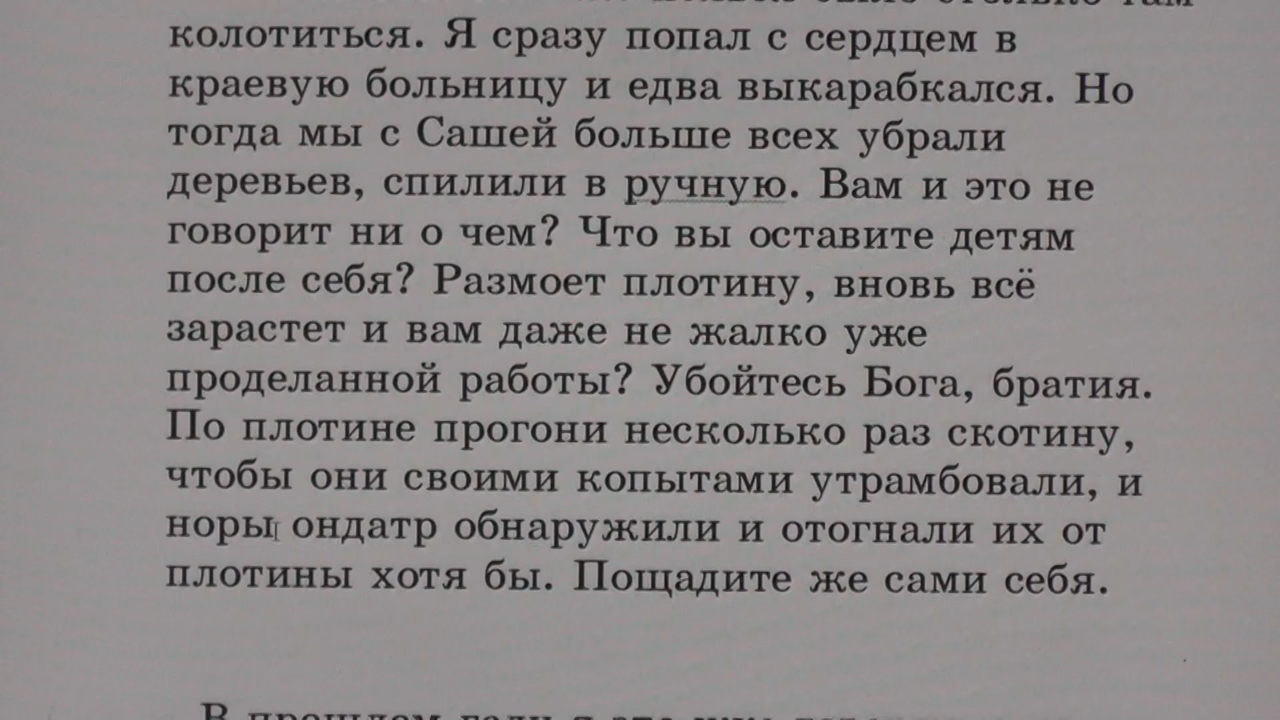 колотиться. Я сразу попал с сердцем в
краевую больницу и едва выкарабкался. Но
тогда мы с Сашей больше всех убрали
деревьев, спилили в ручную. Вам и это не
говорит ни о чем? Что вы оставите детям
после себя? Размоет плотину, вновь всё
зарастет и вам даже не жалко уже
проделанной работы? Убойтесь Бога, братия.
По плотине прогони несколько раз скотину,
чтобы они своими копытами утрамбовали, и
норы ондатр обнаружили и отогнали их от
плотины хотя бы. Пощадите же сами себя.
В прошлом